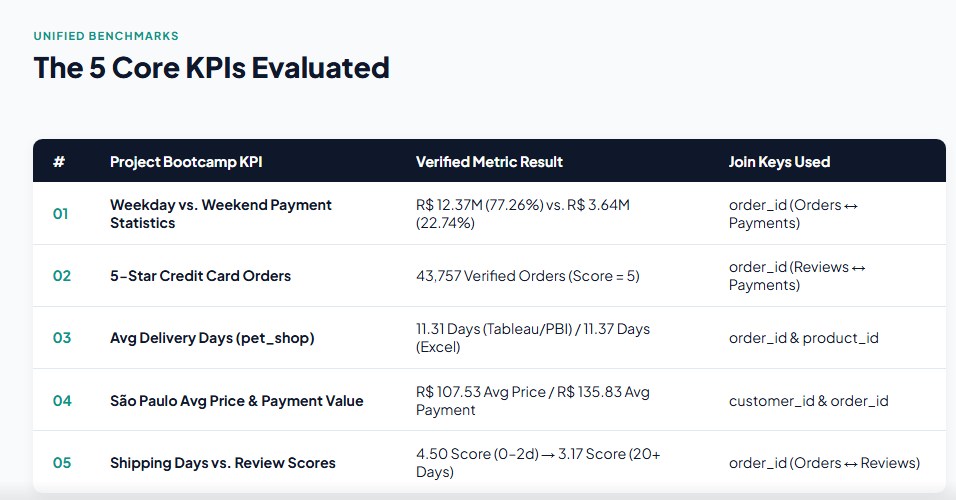 UNIFIED BENCHMARKS
The 5 Core KPIs Evaluated
# Project Bootcamp KPI Verified Metric Result Join Keys Used
01 Weekday vs. Weekend Payment Statistics R$ 12.37M (77.26%) vs. R$ 3.64M (22.74%) order_id (Orders ↔ Payments)
02 5-Star Credit Card Orders 43,757 Verified Orders (Score = 5) order_id (Reviews ↔ Payments)
03 Avg Delivery Days (pet_shop) 11.31 Days (Tableau/PBI) / 11.37 Days (Excel) order_id & product_id
04 São Paulo Avg Price & Payment Value R$ 107.53 Avg Price / R$ 135.83 Avg Payment customer_id & order_id
05 Shipping Days vs. Review Scores 4.50 Score (0–2d) → 3.17 Score (20+ Days) order_id (Orders ↔ Reviews)